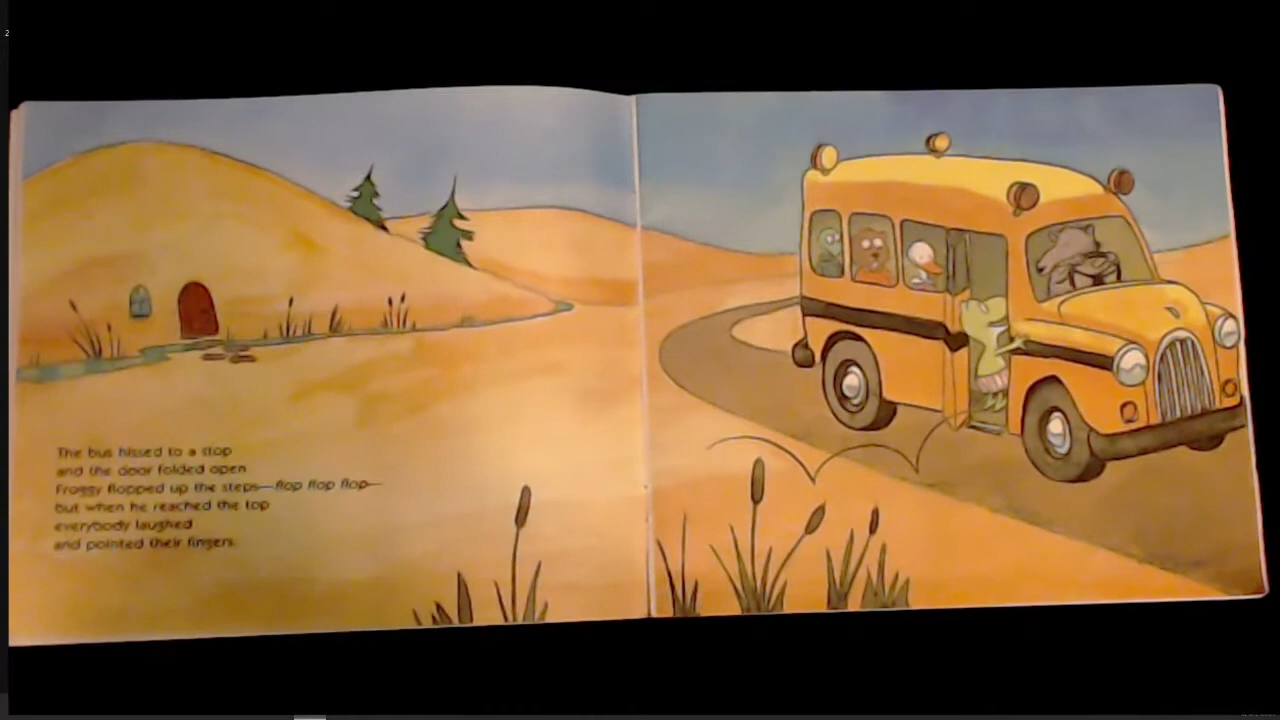 The bus hissed to a stop
and the door folded open
Froggy flopped up the steps—flop flop flop—
but when he reached the top
everybody laughed
and pointed their fingers.
2